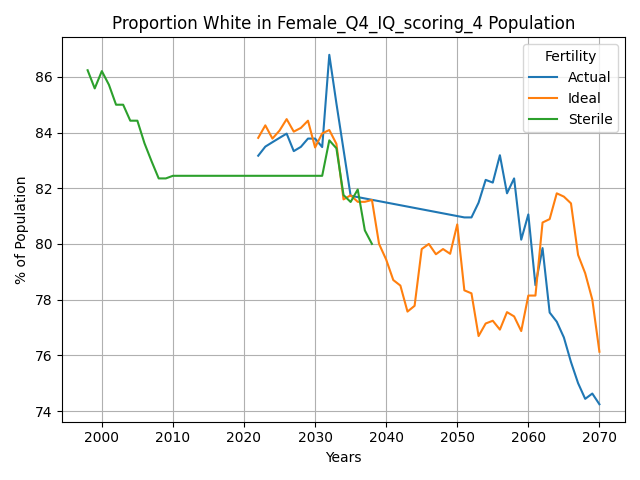 Proportion White in Female_Q4_IQ_scoring_4 Population
Fertility
Actual
Ideal
Sterile
% of Population
86
84
82
80
78
76
74
2000 2010 2020 2030 2040 2050 2060 2070
Years